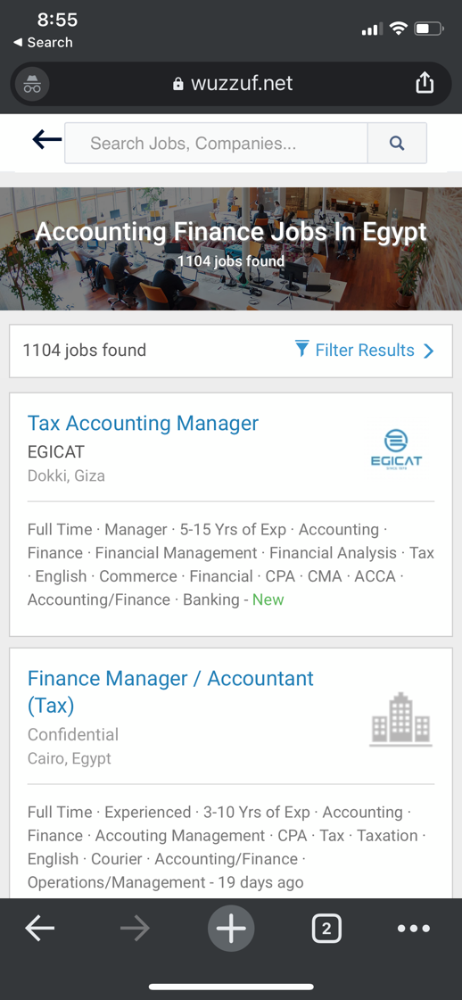 8:55
◀ Search
wuzzuf.net
Search Jobs, Companies...
Accounting Finance Jobs In Egypt
1104 jobs found
1104 jobs found
Filter Results
Tax Accounting Manager
EGICAT
Dokki, Giza
EGICAT
SINCE 1976
Full Time · Manager · 5-15 Yrs of Exp · Accounting ·
Finance · Financial Management · Financial Analysis · Tax
· English · Commerce · Financial · CPA · CMA · ACCA ·
Accounting/Finance · Banking - New
Finance Manager / Accountant
(Tax)
Confidential
Cairo, Egypt
Full Time · Experienced · 3-10 Yrs of Exp · Accounting ·
Finance · Accouting Management · CPA · Tax · Taxation ·
English · Courier · Accounting/Finance ·
Operations/Management - 19 days ago
2